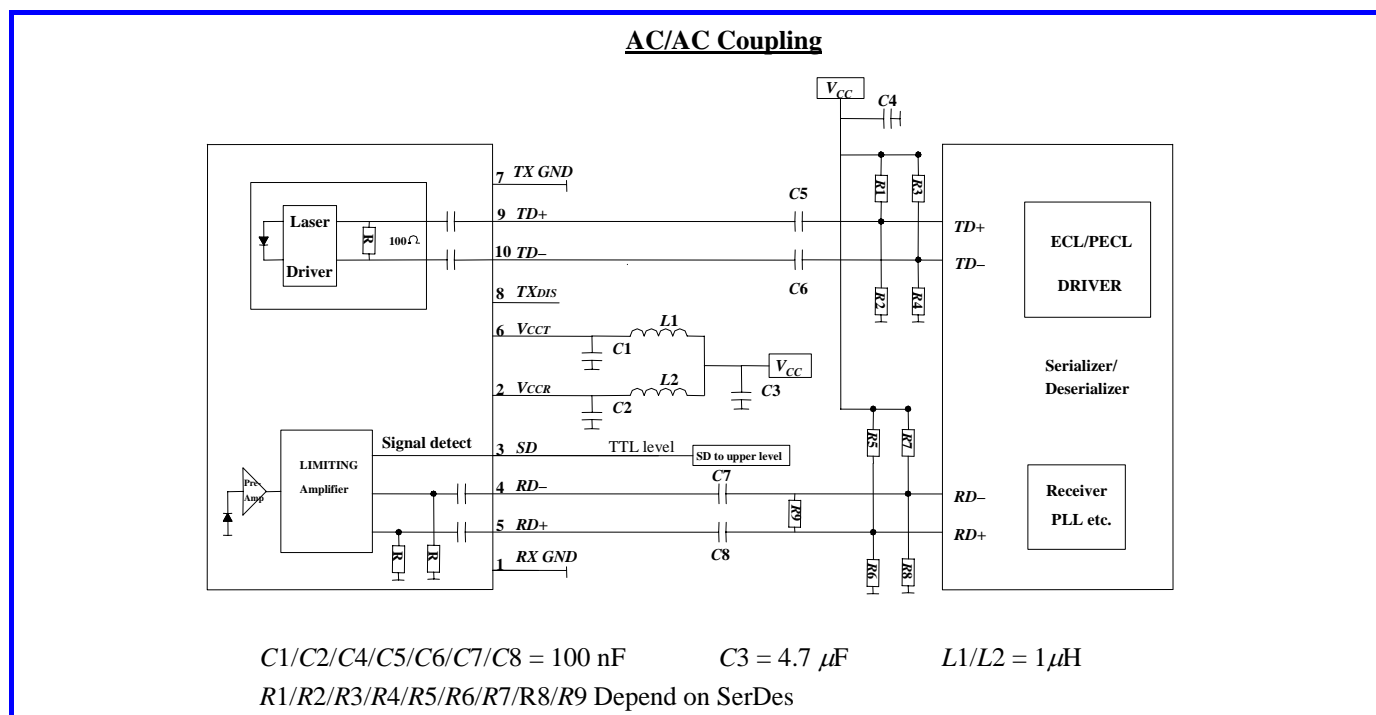 AC/AC Coupling
VCC
C4
7 TX GND
R1
R3
C5
Laser
Driver
R
100Ω
9 TD+
TD+
10 TD−
TD−
C6
ECL/PECL
DRIVER
8 TXDIS
R2
R4
6 VCCT
L1
C1
VCC
C3
2 VCCR
L2
C2
Serializer/
Deserializer
Signal detect
3 SD
TTL level
SD to upper level
R5
R7
LIMITING
Amplifier
Pre-
Amp
C7
4 RD−
R9
RD−
5 RD+
RD+
C8
Receiver
PLL etc.
R
R
1 RX GND
R6
R8
C1/C2/C4/C5/C6/C7/C8 = 100 nF C3 = 4.7 μF L1/L2 = 1μH
R1/R2/R3/R4/R5/R6/R7/R8/R9 Depend on SerDes